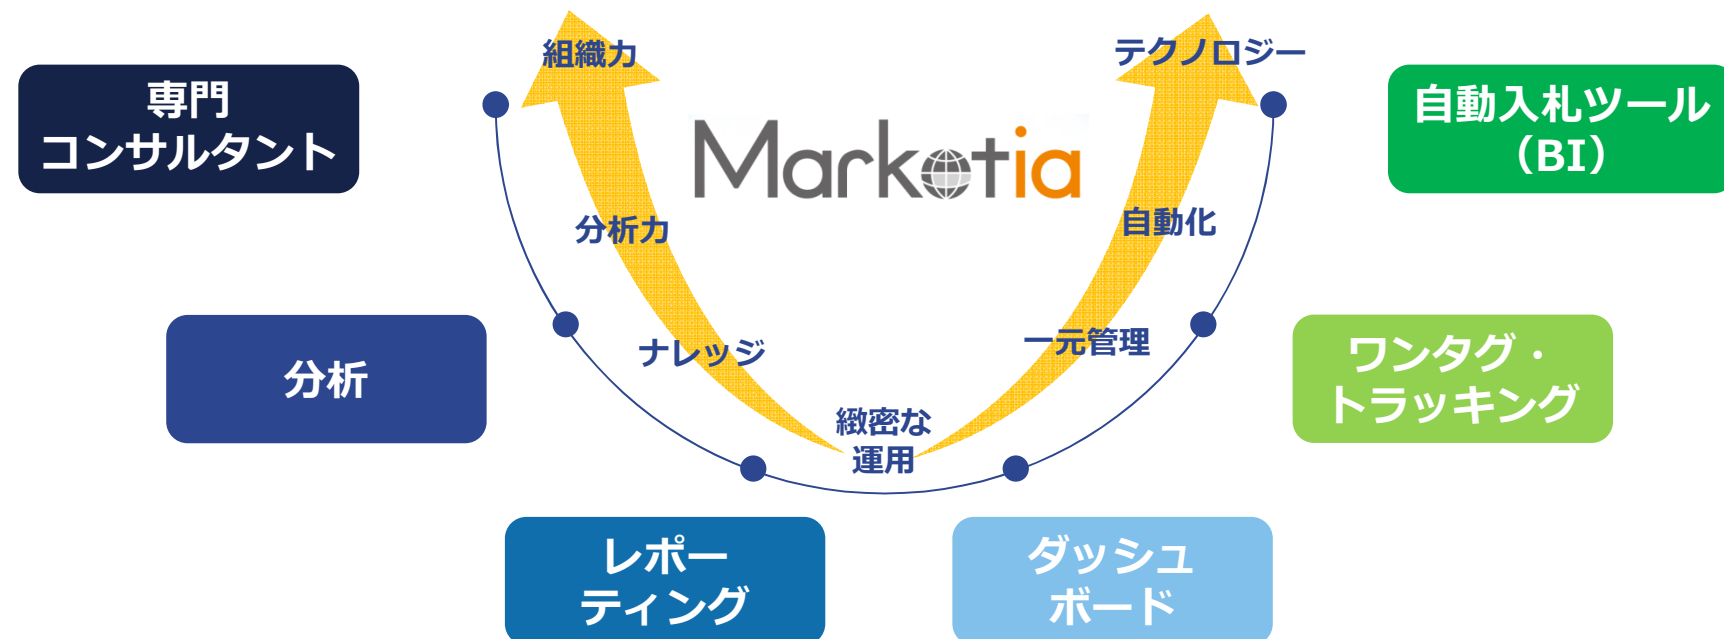 組織力
テクノロジー
専門
コンサルタント
Marketia
自動入札ツール
（BI）
分析力
自動化
ナレッジ
一元管理
分析
ワンタグ・
トラッキング
緻密な
運用
レポー
ティング
ダッシュ
ボード